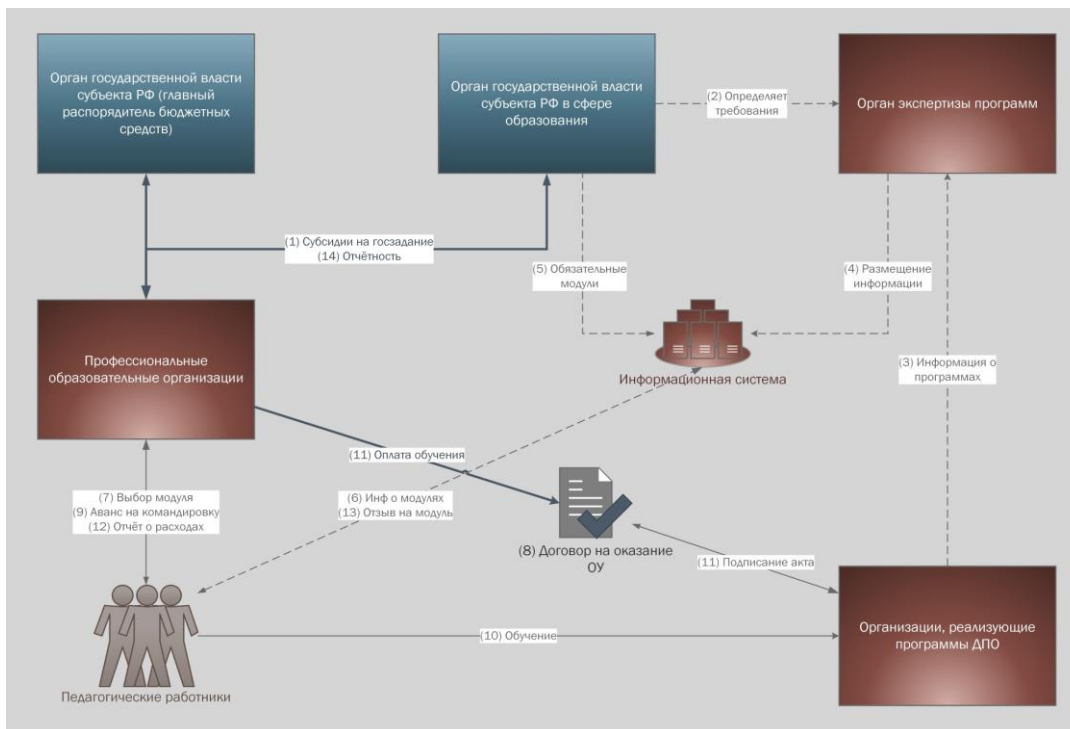 Орган государственной власти
субъекта РФ (главный
распорядитель бюджетных
средств)
Орган государственной власти
субъекта РФ в сфере
образования
(2) Определяет
требования
Орган экспертизы программ
(1) Субсидии на госзадание
(14) Отчётность
(5) Обязательные
модули
(4) Размещение
информации
Профессиональные
образовательные организации
Информационная система
(3) Информация о
программах
(11) Оплата обучения
(7) Выбор модуля
(9) Аванс на командировку
(12) Отчёт о расходах
(6) Инф о модулях
(13) Отзыв на модуль
(8) Договор на оказание
ОУ
(11) Подписание акта
(10) Обучение
Организации, реализующие
программы ДПО
Педагогические работники